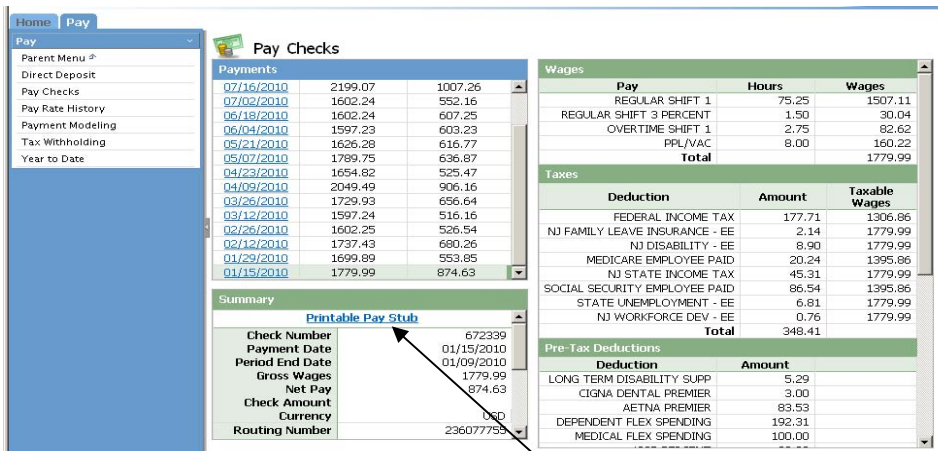 Home Pay
Pay
Parent Menu
Direct Deposit
Pay Checks
Pay Rate History
Payment Modeling
Tax Withholding
Year to Date
Pay Checks
Payments
07/16/2010 2199.07 1007.26
07/02/2010 1602.24 552.16
06/18/2010 1602.24 607.25
06/04/2010 1597.23 603.23
05/21/2010 1626.28 616.77
05/07/2010 1789.75 636.87
04/23/2010 1654.82 525.47
04/09/2010 2049.49 906.16
03/26/2010 1729.93 656.64
03/12/2010 1597.24 516.16
02/26/2010 1602.25 526.54
02/12/2010 1737.43 680.26
01/29/2010 1699.89 553.85
01/15/2010 1779.99 874.63
Summary
Printable Pay Stub
Check Number 672339
Payment Date 01/15/2010
Period End Date 01/09/2010
Gross Wages 1779.99
Net Pay 874.63
Check Amount
Currency USD
Routing Number 236077755
Wages
Pay Hours Wages
REGULAR SHIFT 1 75.25 1507.11
REGULAR SHIFT 3 PERCENT 1.50 30.04
OVERTIME SHIFT 1 2.75 82.62
PPL/VAC 8.00 160.22
Total 1779.99
Taxes
Deduction Amount Taxable Wages
FEDERAL INCOME TAX 177.71 1306.86
NJ FAMILY LEAVE INSURANCE - EE 2.14 1779.99
NJ DISABILITY - EE 8.90 1779.99
MEDICARE EMPLOYEE PAID 20.24 1395.86
NJ STATE INCOME TAX 45.31 1779.99
SOCIAL SECURITY EMPLOYEE PAID 86.54 1395.86
STATE UNEMPLOYMENT - EE 6.81 1779.99
NJ WORKFORCE DEV - EE 0.76 1779.99
Total 348.41
Pre-Tax Deductions
Deduction Amount
LONG TERM DISABILITY SUPP 5.29
CIGNA DENTAL PREMIER 3.00
AETNA PREMIER 83.53
DEPENDENT FLEX SPENDING 192.31
MEDICAL FLEX SPENDING 100.00